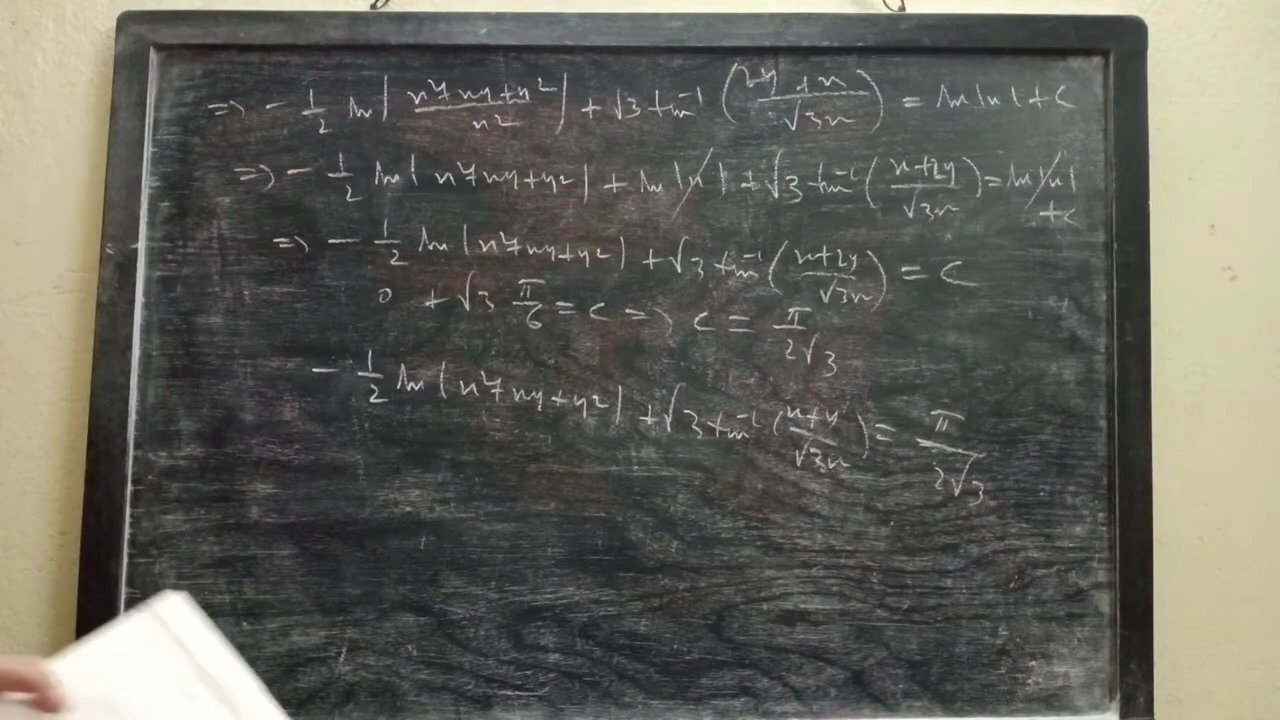 => - 1/2 ln | (x²+xy+y²)/x² | + √3 tan⁻¹ ((2y+x)/(√3x)) = ln|x|+c
=> - 1/2 ln|x²+xy+y²| + ln|x| + √3 tan⁻¹ ((x+2y)/(√3x)) = ln|x| +c
=> - 1/2 ln|x²+xy+y²| + √3 tan⁻¹ ((x+2y)/(√3x)) = c
0 + √3 π/6 = c => c = π/(2√3)
- 1/2 ln|x²+xy+y²| + √3 tan⁻¹ ((x+y)/(√3x)) = π/(2√3)